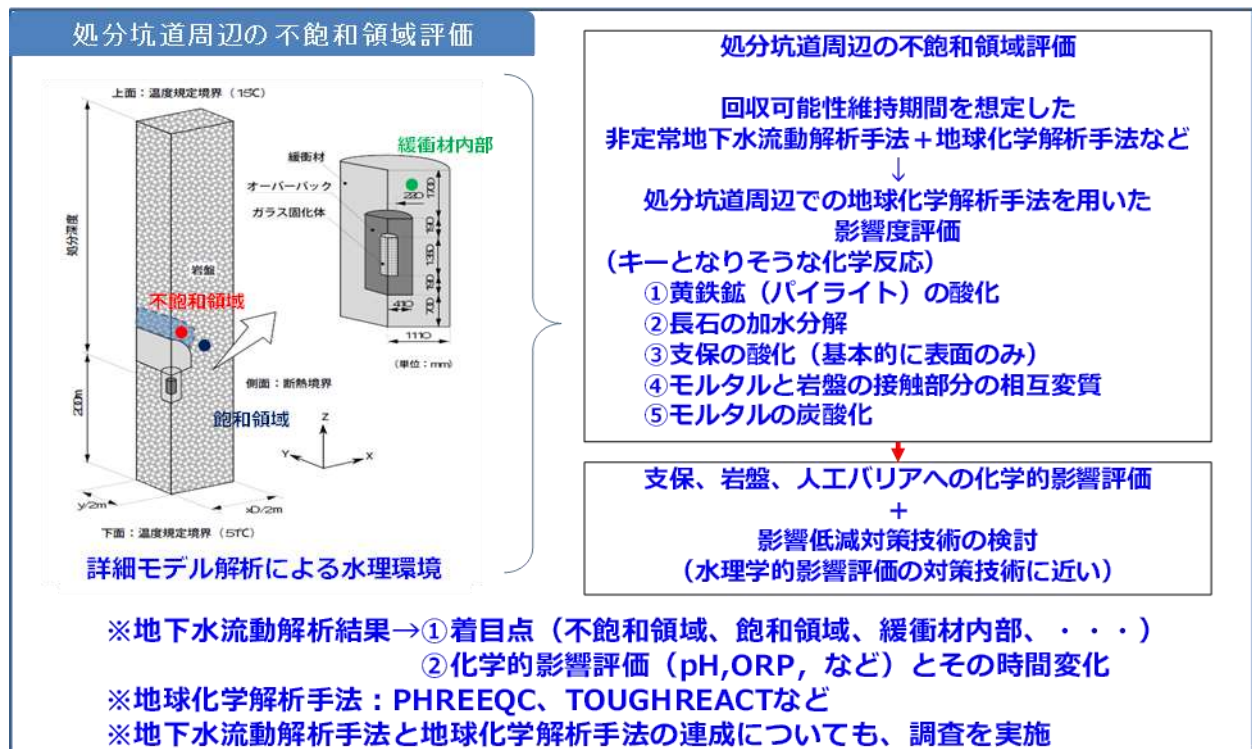 処分坑道周辺の不飽和領域評価
上面：温度規定境界（15℃）
処分深度
岩盤
不飽和領域
飽和領域
側面：断熱境界
200m
Z
Y
X
y/2m
xD/2m
下面：温度規定境界（51℃）
緩衝材内部
緩衝材
オーバーパック
ガラス固化体
220
1700
190
1350
190
700
410
1110
（単位：mm）
詳細モデル解析による水理環境
処分坑道周辺の不飽和領域評価
回収可能性維持期間を想定した
非定常地下水流動解析手法＋地球化学解析手法など
↓
処分坑道周辺での地球化学解析手法を用いた
影響度評価
（キーとなりそうな化学反応）
①黄鉄鉱（パイライト）の酸化
②長石の加水分解
③支保の酸化（基本的に表面のみ）
④モルタルと岩盤の接触部分の相互変質
⑤モルタルの炭酸化
支保、岩盤、人工バリアへの化学的影響評価
＋
影響低減対策技術の検討
（水理学的影響評価の対策技術に近い）
※地下水流動解析結果→①着目点（不飽和領域、飽和領域、緩衝材内部、・・・）
②化学的影響評価（pH,ORP，など）とその時間変化
※地球化学解析手法：PHREEQC、TOUGHREACTなど
※地下水流動解析手法と地球化学解析手法の連成についても、調査を実施